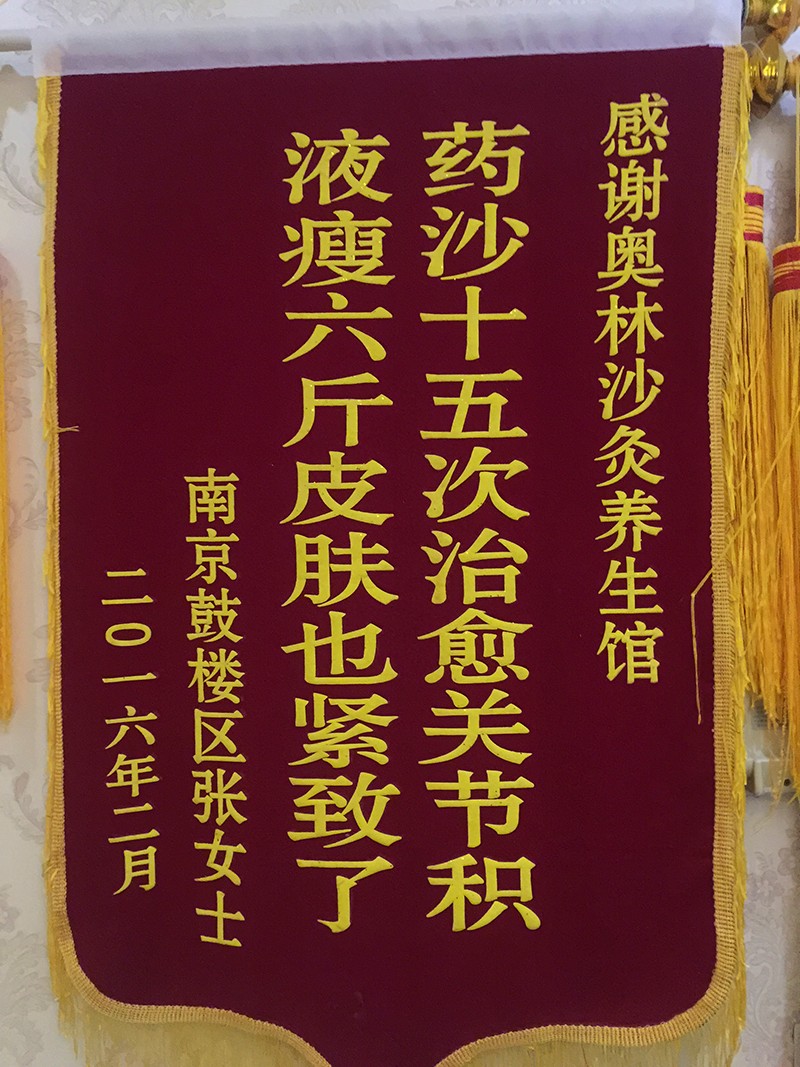 感谢奥林沙灸养生馆
药沙十五次治愈关节积
液瘦六斤皮肤也紧致了
南京鼓楼区张女士
二〇一六年二月